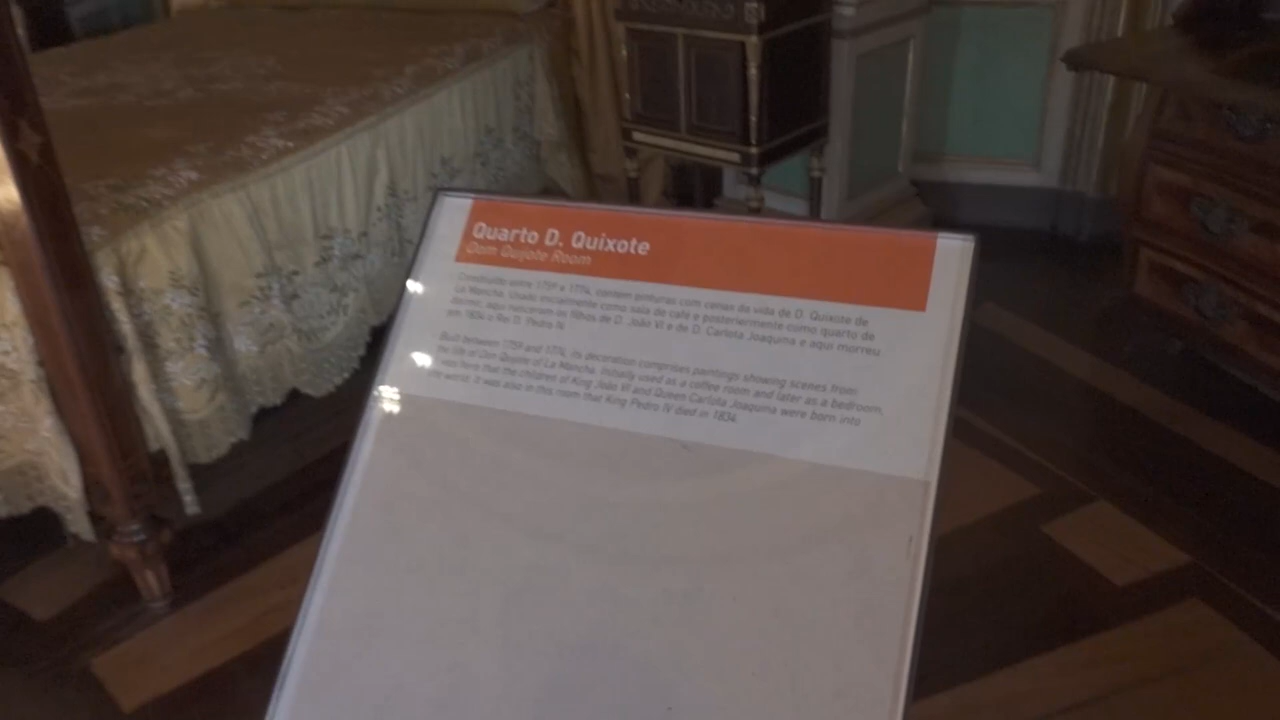 Quarto D. Quixote
Dom Quijote Room
Construído entre 1759 e 1774, contém pinturas com cenas da vida de D. Quixote de
La Mancha. Usado inicialmente como sala de café e posteriormente como quarto de
dormir, aqui nasceram os filhos de D. João VI e de D. Carlota Joaquina e aqui morreu
em 1834 o Rei D. Pedro IV.
Built between 1759 and 1774, its decoration comprises paintings showing scenes from
the life of Don Quijote of La Mancha. Initially used as a coffee room and later as a bedroom,
it was here that the children of King João VI and Queen Carlota Joaquina were born into
the world. It was also in this room that King Pedro IV died in 1834.